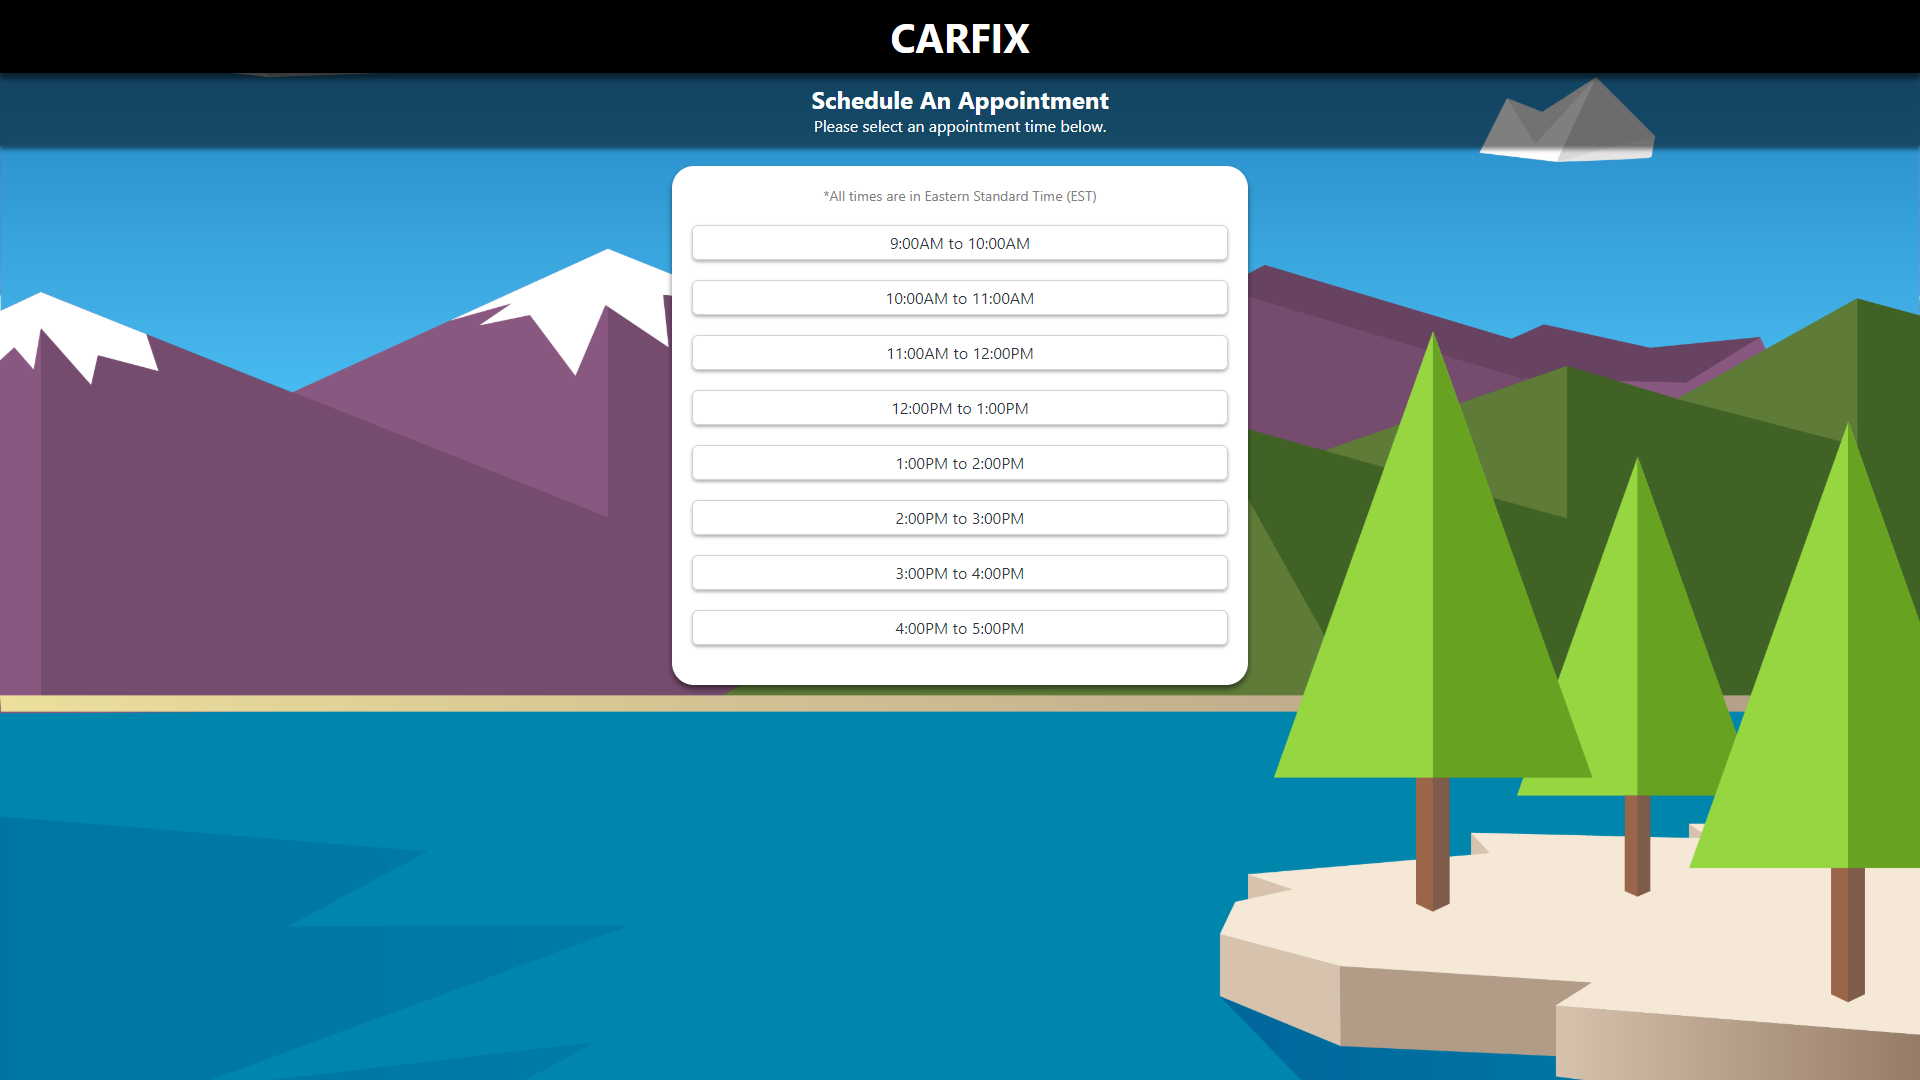 CARFIX
Schedule An Appointment
Please select an appointment time below.
*All times are in Eastern Standard Time (EST)
9:00AM to 10:00AM
10:00AM to 11:00AM
11:00AM to 12:00PM
12:00PM to 1:00PM
1:00PM to 2:00PM
2:00PM to 3:00PM
3:00PM to 4:00PM
4:00PM to 5:00PM